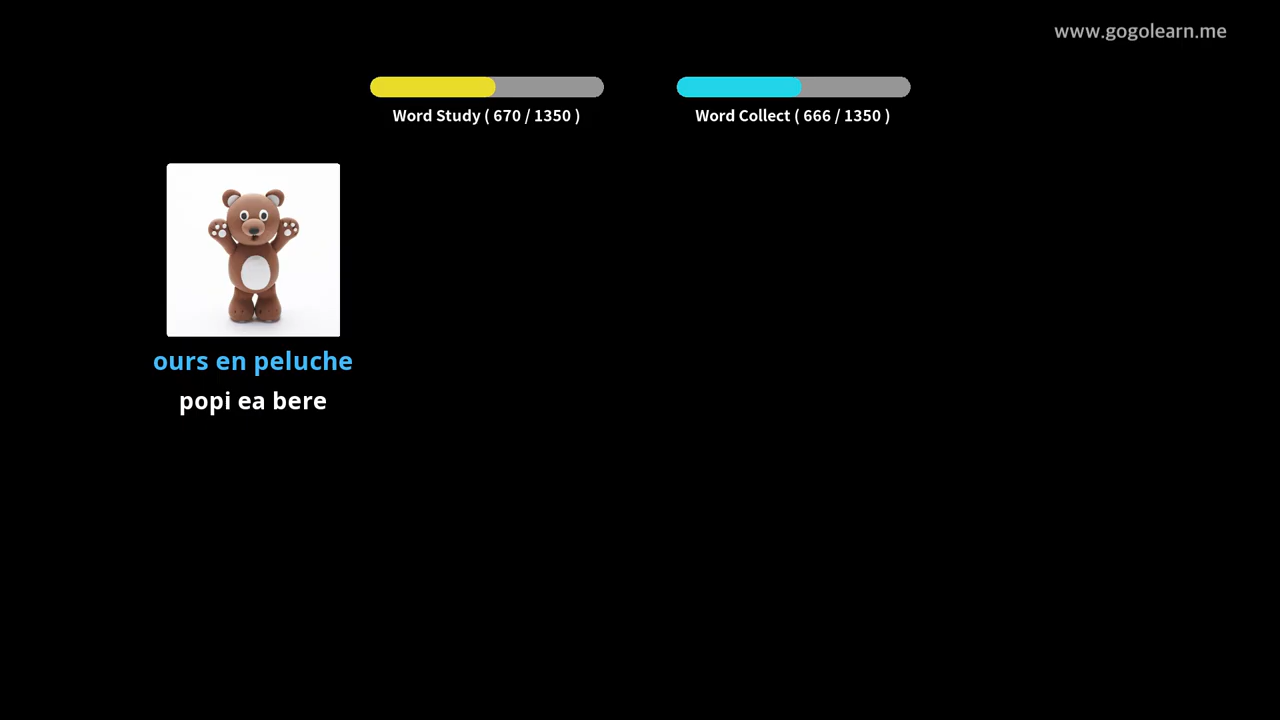 www.gogolearn.me
Word Study ( 670 / 1350 )
Word Collect ( 666 / 1350 )
ours en peluche
popi ea bere